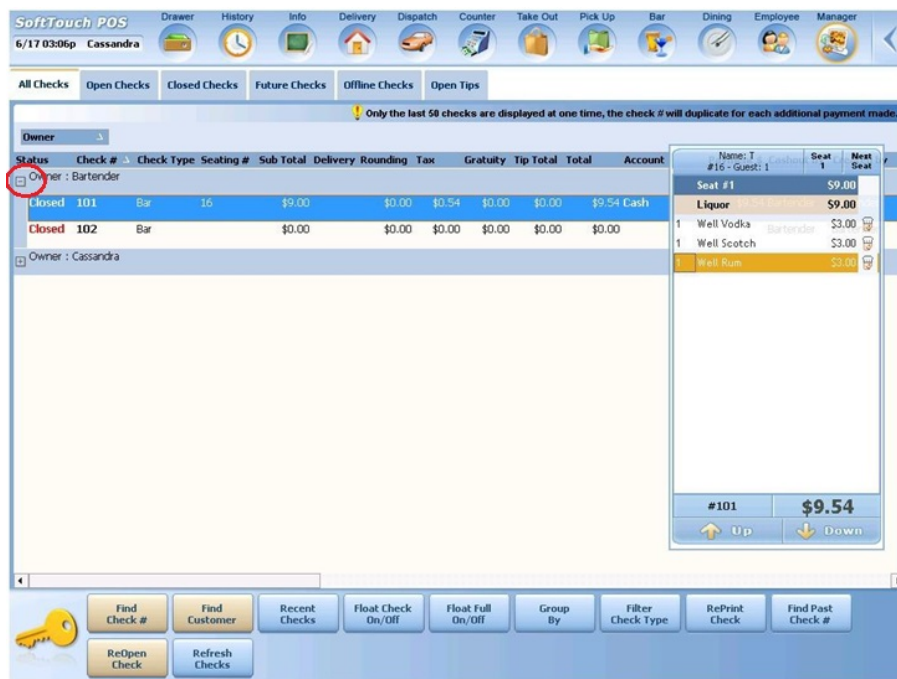 SoftTouch POS
Drawer History Info Delivery Dispatch Counter Take Out Pick Up Bar Dining Employee Manager
6/17 03:06p Cassandra
All Checks Open Checks Closed Checks Future Checks Offline Checks Open Tips
Only the last 50 checks are displayed at one time, the check # will duplicate for each additional payment made.
Owner
Status Check # Check Type Seating # Sub Total Delivery Rounding Tax Gratuity Tip Total Total Account
Owner : Bartender
Closed 101 Bar 16 $9.00 $0.00 $0.54 $0.00 $0.00 $9.54 Cash
Closed 102 Bar $0.00 $0.00 $0.00 $0.00 $0.00 $0.00
Owner : Cassandra
Name: T
#16 - Guest: 1
Seat
1
Next
Seat
Seat #1 $9.00
Liquor $9.00
1 Well Vodka $3.00
1 Well Scotch $3.00
1 Well Rum $3.00
#101 $9.54
Up Down
Find
Check #
Find
Customer
Recent
Checks
Float Check
On/Off
Float Full
On/Off
Group
By
Filter
Check Type
RePrint
Check
Find Past
Check #
ReOpen
Check
Refresh
Checks